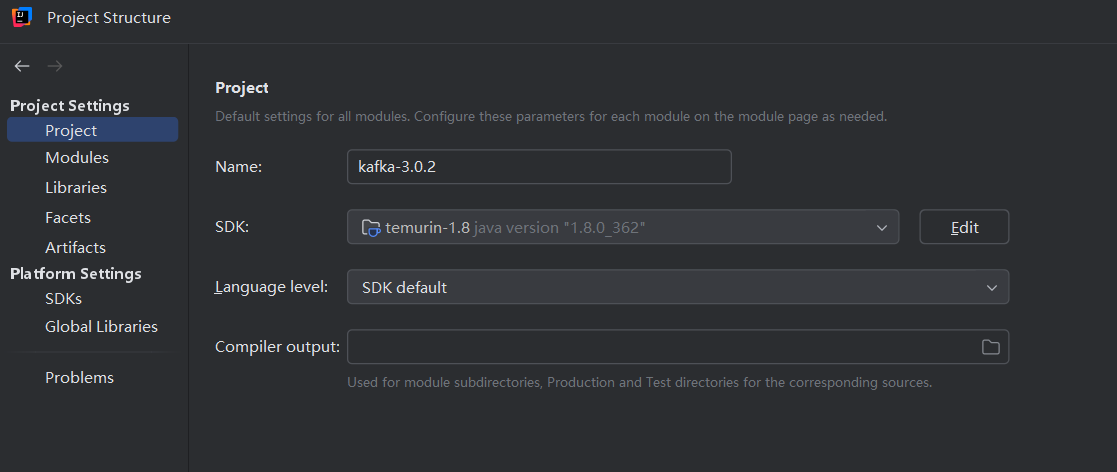 Project Structure
Project Settings
Project
Modules
Libraries
Facets
Artifacts
Platform Settings
SDKs
Global Libraries
Problems
Project
Default settings for all modules. Configure these parameters for each module on the module page as needed.
Name: kafka-3.0.2
SDK: temurin-1.8 java version "1.8.0_362" Edit
Language level: SDK default
Compiler output:
Used for module subdirectories, Production and Test directories for the corresponding sources.